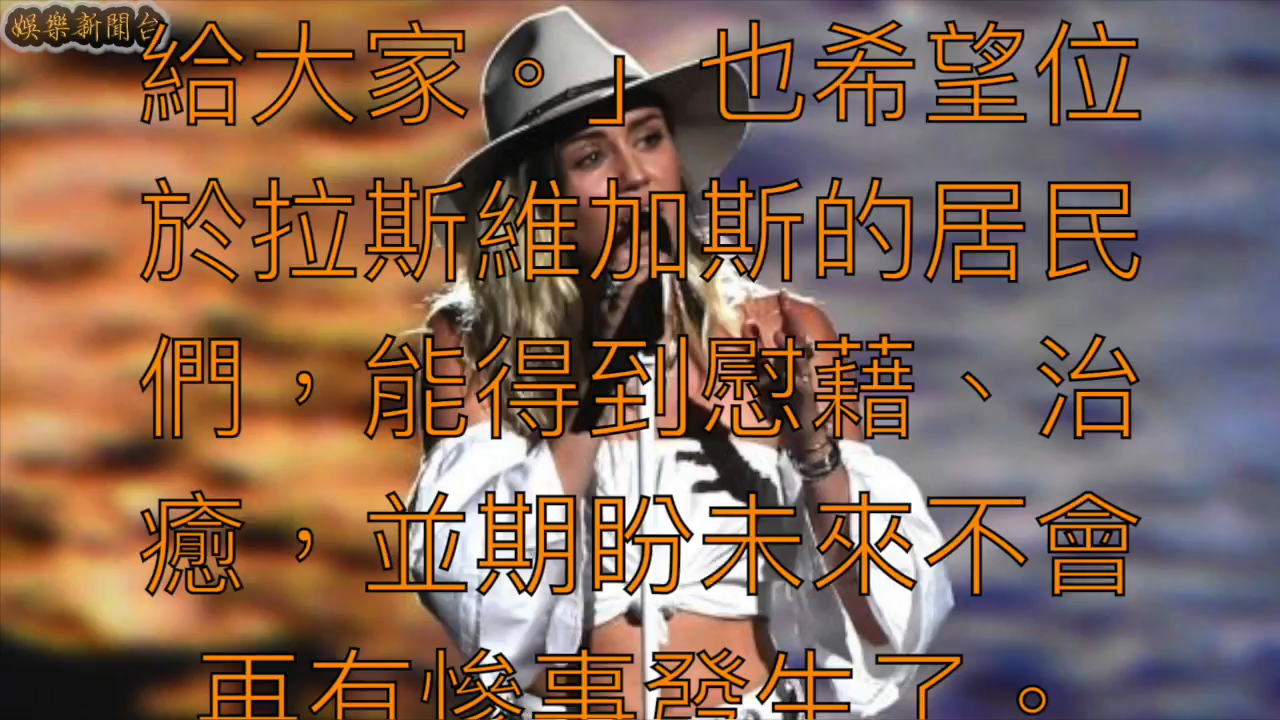 娛樂新聞台
給大家。」也希望位
於拉斯維加斯的居民
們，能得到慰藉、治
癒，並期盼未來不會
再有慘事發生了。